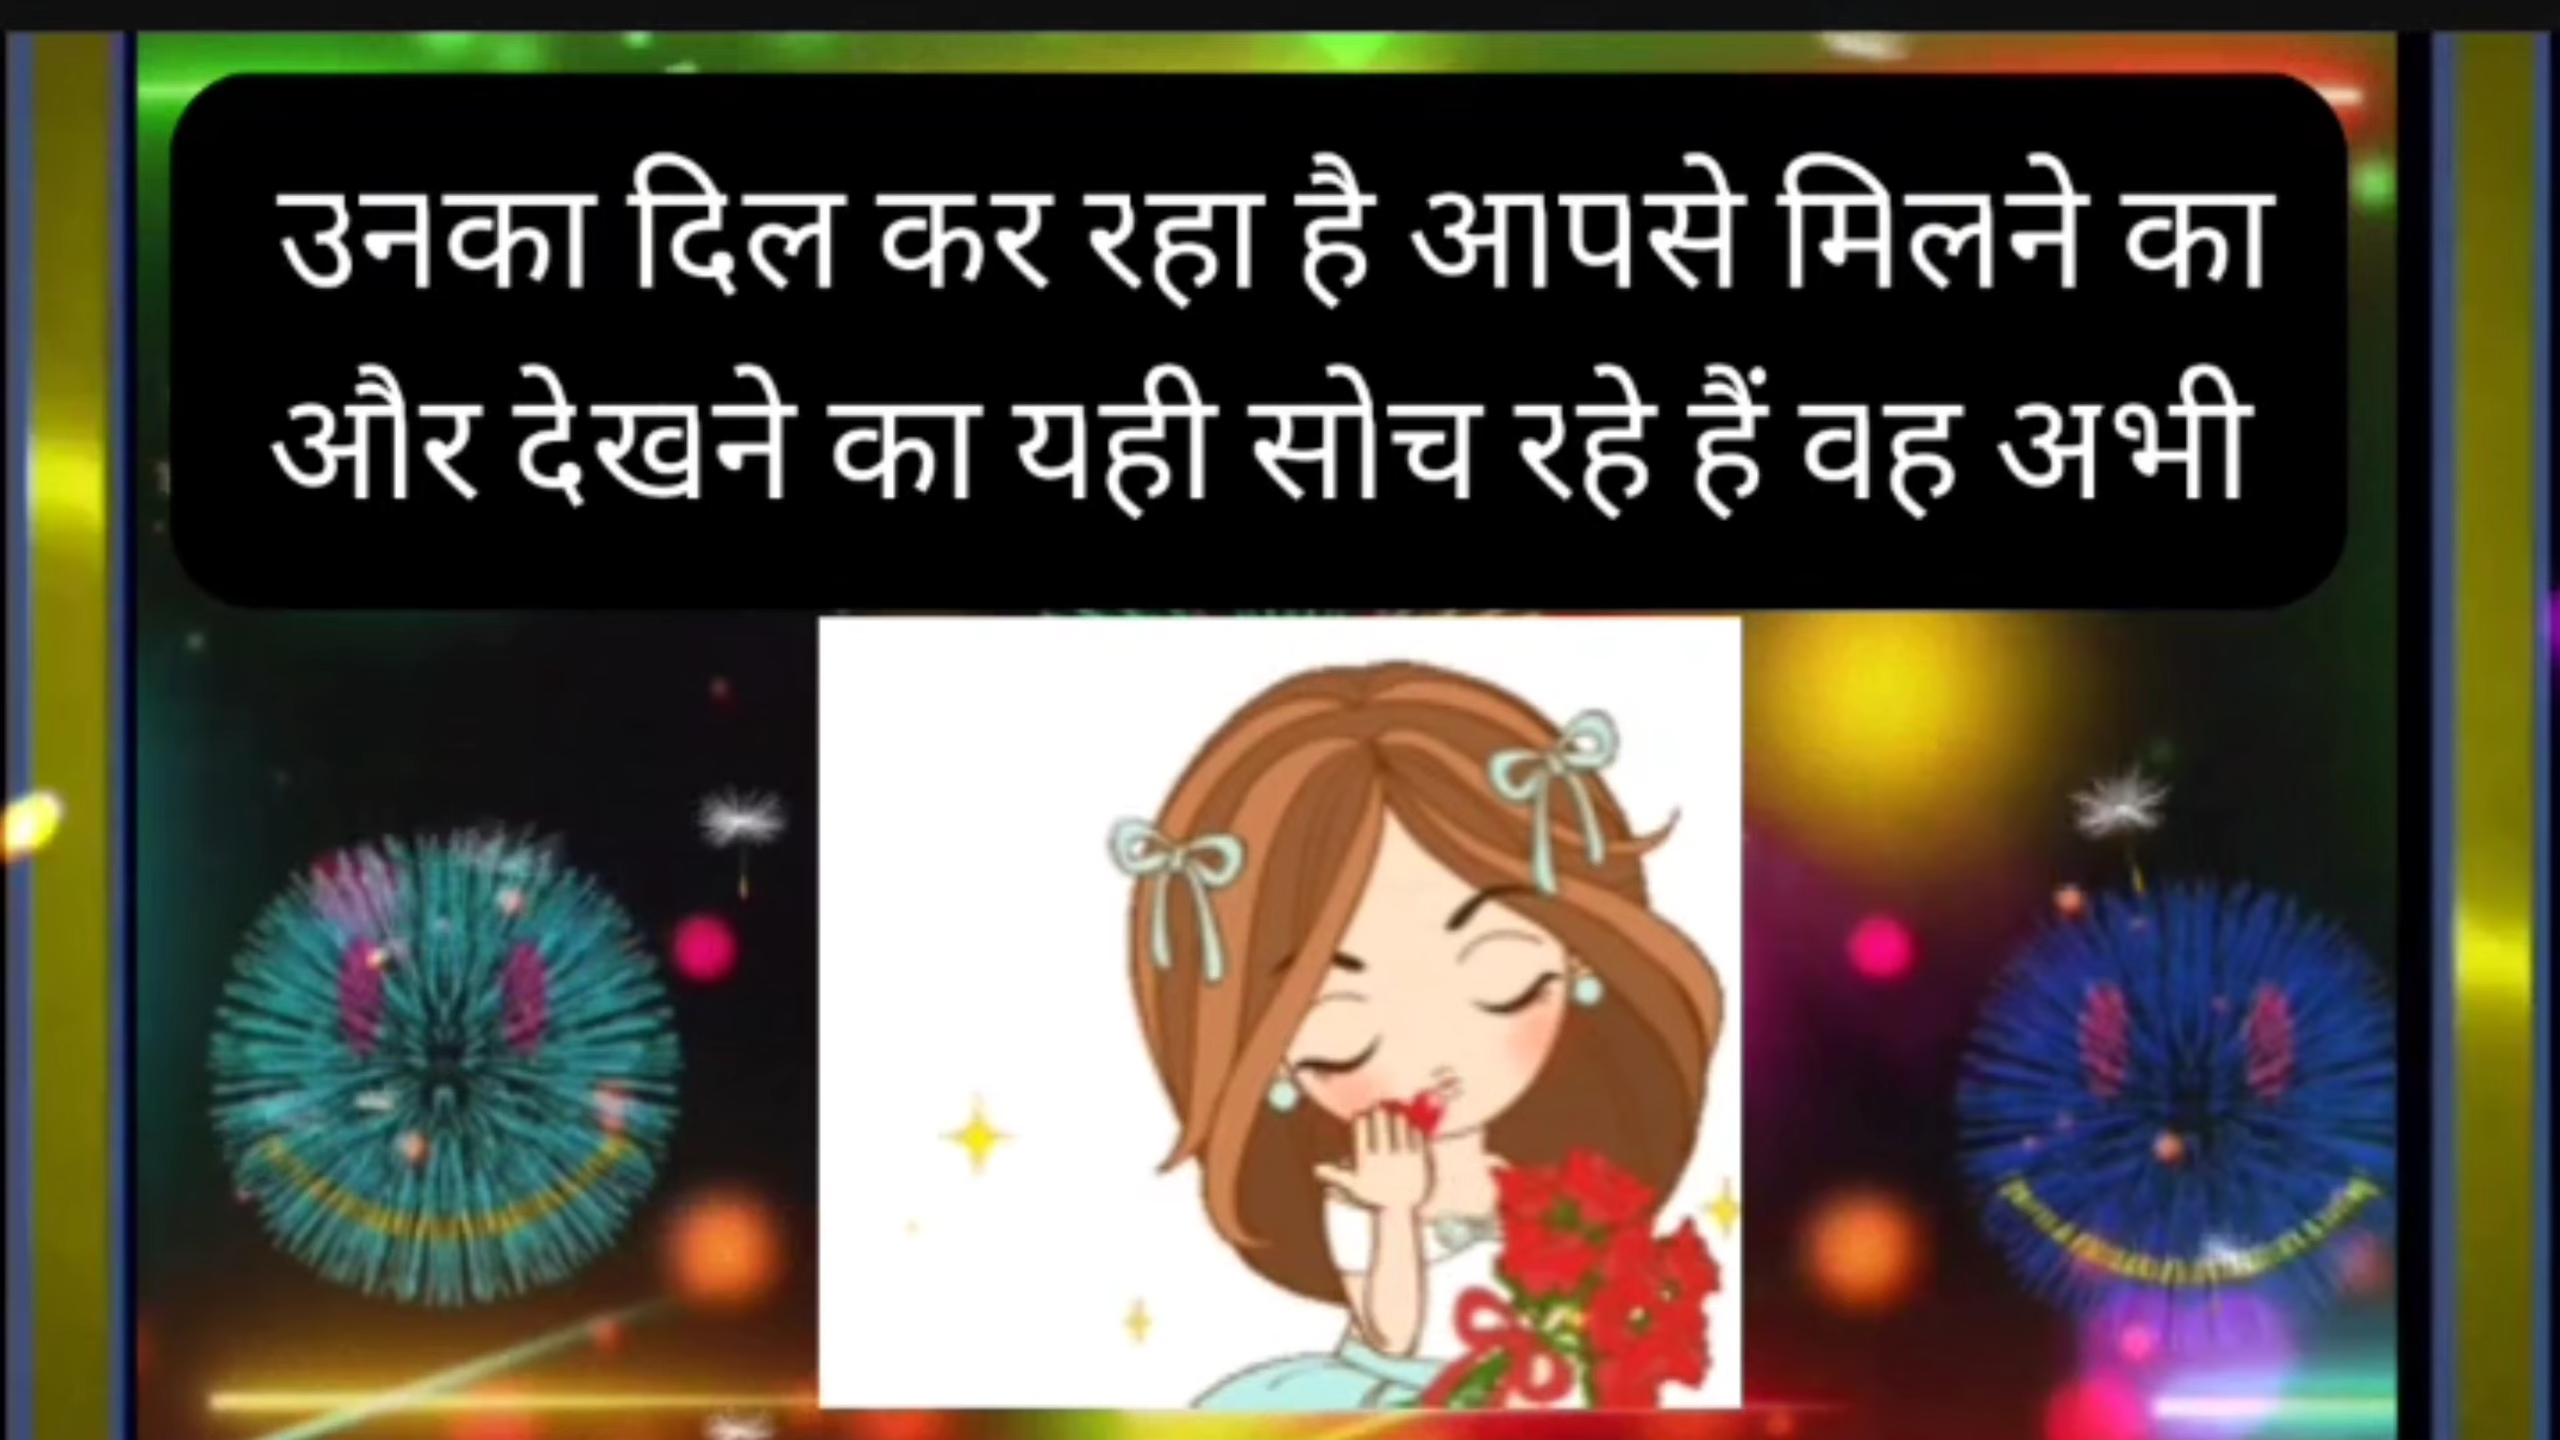 उनका दिल कर रहा है आपसे मिलने का
और देखने का यही सोच रहे हैं वह अभी